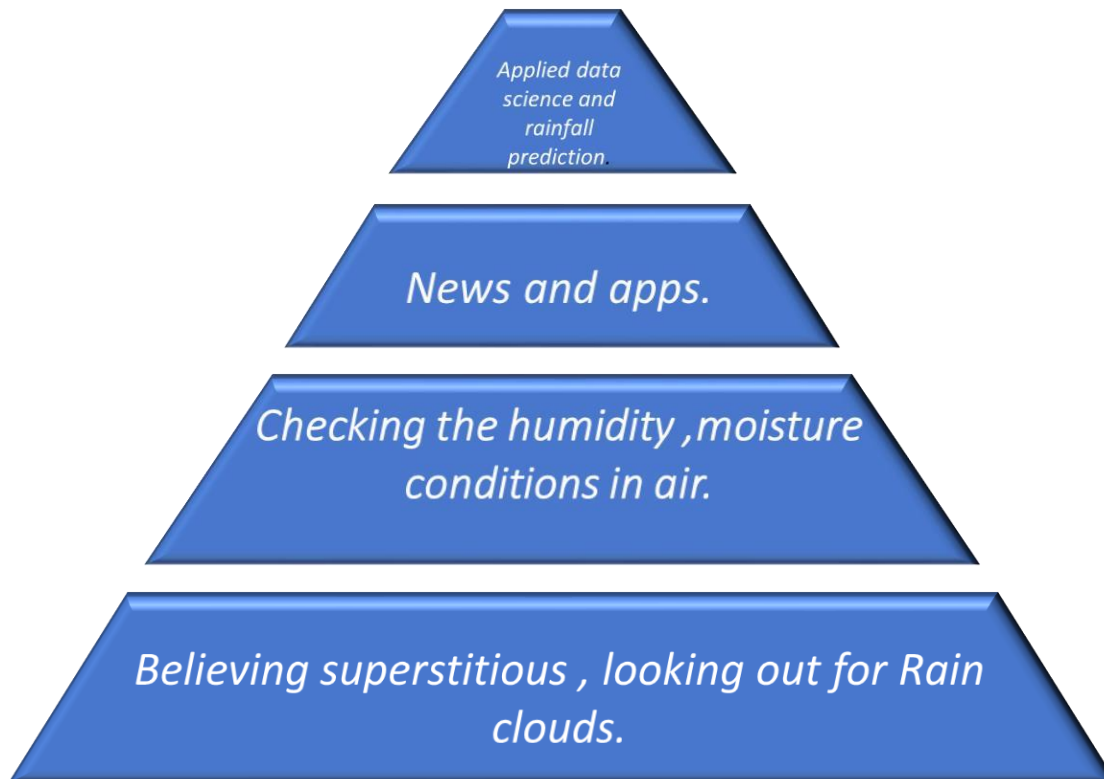 Applied data
science and
rainfall
prediction.
News and apps.
Checking the humidity ,moisture
conditions in air.
Believing superstitious , looking out for Rain
clouds.